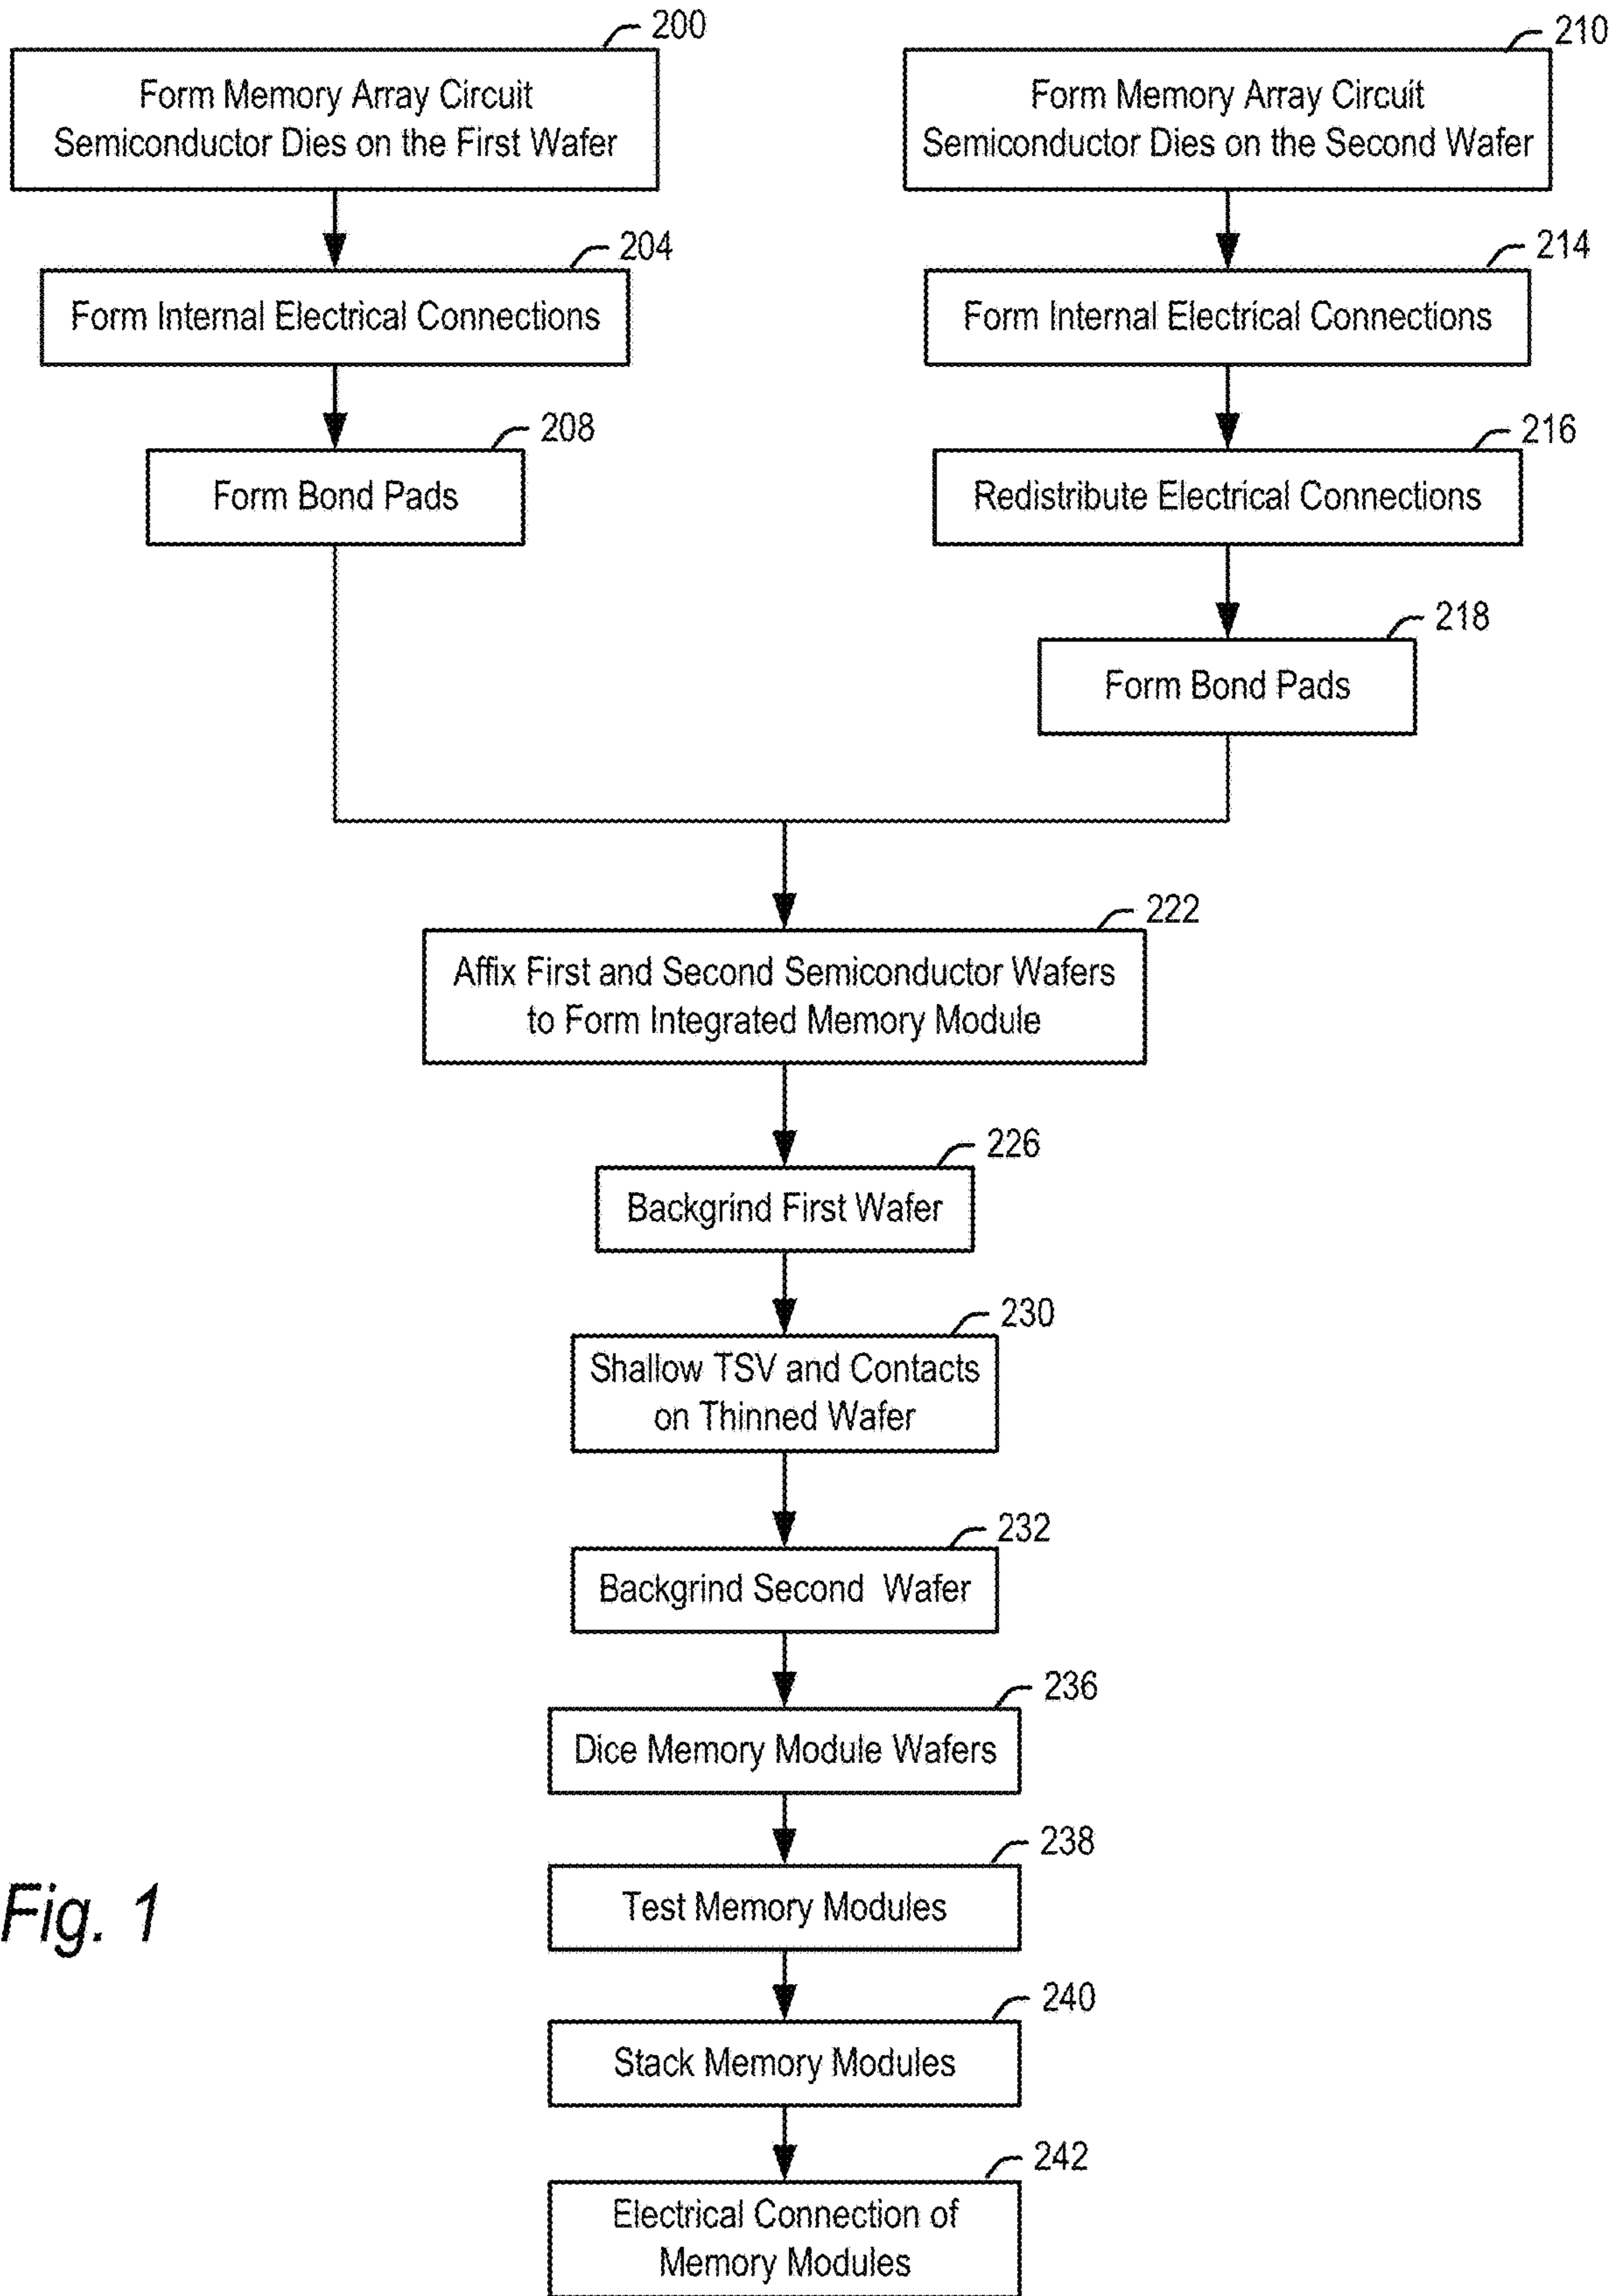 200
Form Memory Array Circuit
Semiconductor Dies on the First Wafer
210
Form Memory Array Circuit
Semiconductor Dies on the Second Wafer
204
Form Internal Electrical Connections
214
Form Internal Electrical Connections
208
Form Bond Pads
216
Redistribute Electrical Connections
218
Form Bond Pads
222
Affix First and Second Semiconductor Wafers
to Form Integrated Memory Module
226
Backgrind First Wafer
230
Shallow TSV and Contacts
on Thinned Wafer
232
Backgrind Second Wafer
236
Dice Memory Module Wafers
238
Test Memory Modules
Fig. 1
240
Stack Memory Modules
242
Electrical Connection of
Memory Modules